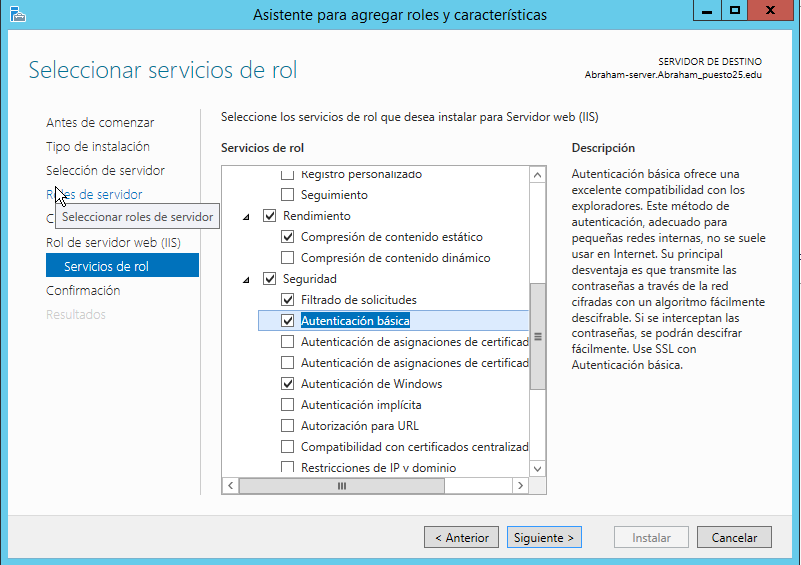 Asistente para agregar roles y características
Seleccionar servicios de rol
SERVIDOR DE DESTINO
Abraham-server.Abraham_puesto25.edu
Antes de comenzar
Tipo de instalación
Selección de servidor
Roles de servidor
Seleccionar roles de servidor
C
Rol de servidor web (IIS)
Servicios de rol
Confirmación
Resultados
Seleccione los servicios de rol que desea instalar para Servidor web (IIS)
Servicios de rol
Registro personalizado
Seguimiento
Rendimiento
Compresión de contenido estático
Compresión de contenido dinámico
Seguridad
Filtrado de solicitudes
Autenticación básica
Autenticación de asignaciones de certificad
Autenticación de asignaciones de certificad
Autenticación de Windows
Autenticación implícita
Autorización para URL
Compatibilidad con certificados centralizad
Restricciones de IP y dominio
Descripción
Autenticación básica ofrece una
excelente compatibilidad con los
exploradores. Este método de
autenticación, adecuado para
pequeñas redes internas, no se suele
usar en Internet. Su principal
desventaja es que transmite las
contraseñas a través de la red
cifradas con un algoritmo fácilmente
descifrable. Si se interceptan las
contraseñas, se podrán descifrar
fácilmente. Use SSL con
Autenticación básica.
< Anterior
Siguiente >
Instalar
Cancelar